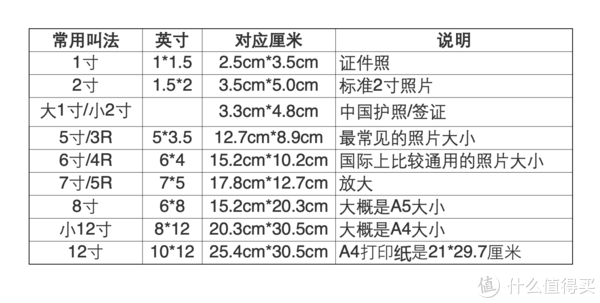 常用叫法 英寸 对应厘米 说明
1寸 1*1.5 2.5cm*3.5cm 证件照
2寸 1.5*2 3.5cm*5.0cm 标准2寸照片
大1寸/小2寸 3.3cm*4.8cm 中国护照/签证
5寸/3R 5*3.5 12.7cm*8.9cm 最常见的照片大小
6寸/4R 6*4 15.2cm*10.2cm 国际上比较通用的照片大小
7寸/5R 7*5 17.8cm*12.7cm 放大
8寸 6*8 15.2cm*20.3cm 大概是A5大小
小12寸 8*12 20.3cm*30.5cm 大概是A4大小
12寸 10*12 25.4cm*30.5cm A4打印纸是21*29.7厘米
值 什么值得买